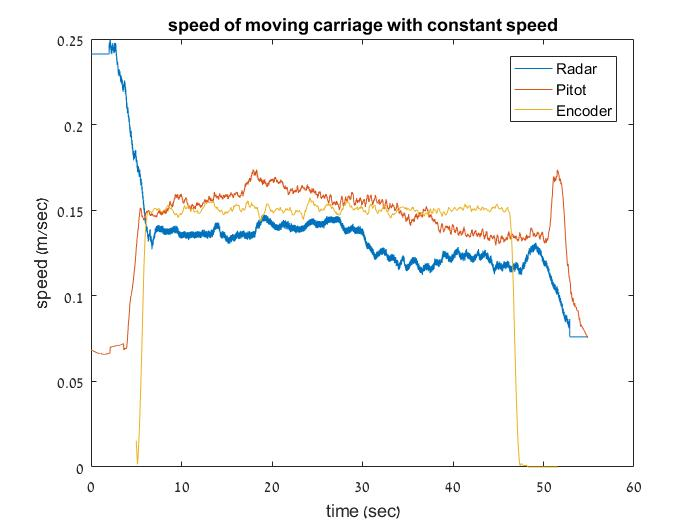 speed of moving carriage with constant speed
0.25
0.2
0.15
0.1
0.05
0
speed (m/sec)
Radar
Pitot
Encoder
0 10 20 30 40 50 60
time (sec)